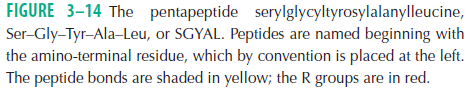 FIGURE 3–14 The pentapeptide serylglycyltyrosylalanylleucine,
Ser–Gly–Tyr–Ala–Leu, or SGYAL. Peptides are named beginning with
the amino-terminal residue, which by convention is placed at the left.
The peptide bonds are shaded in yellow; the R groups are in red.